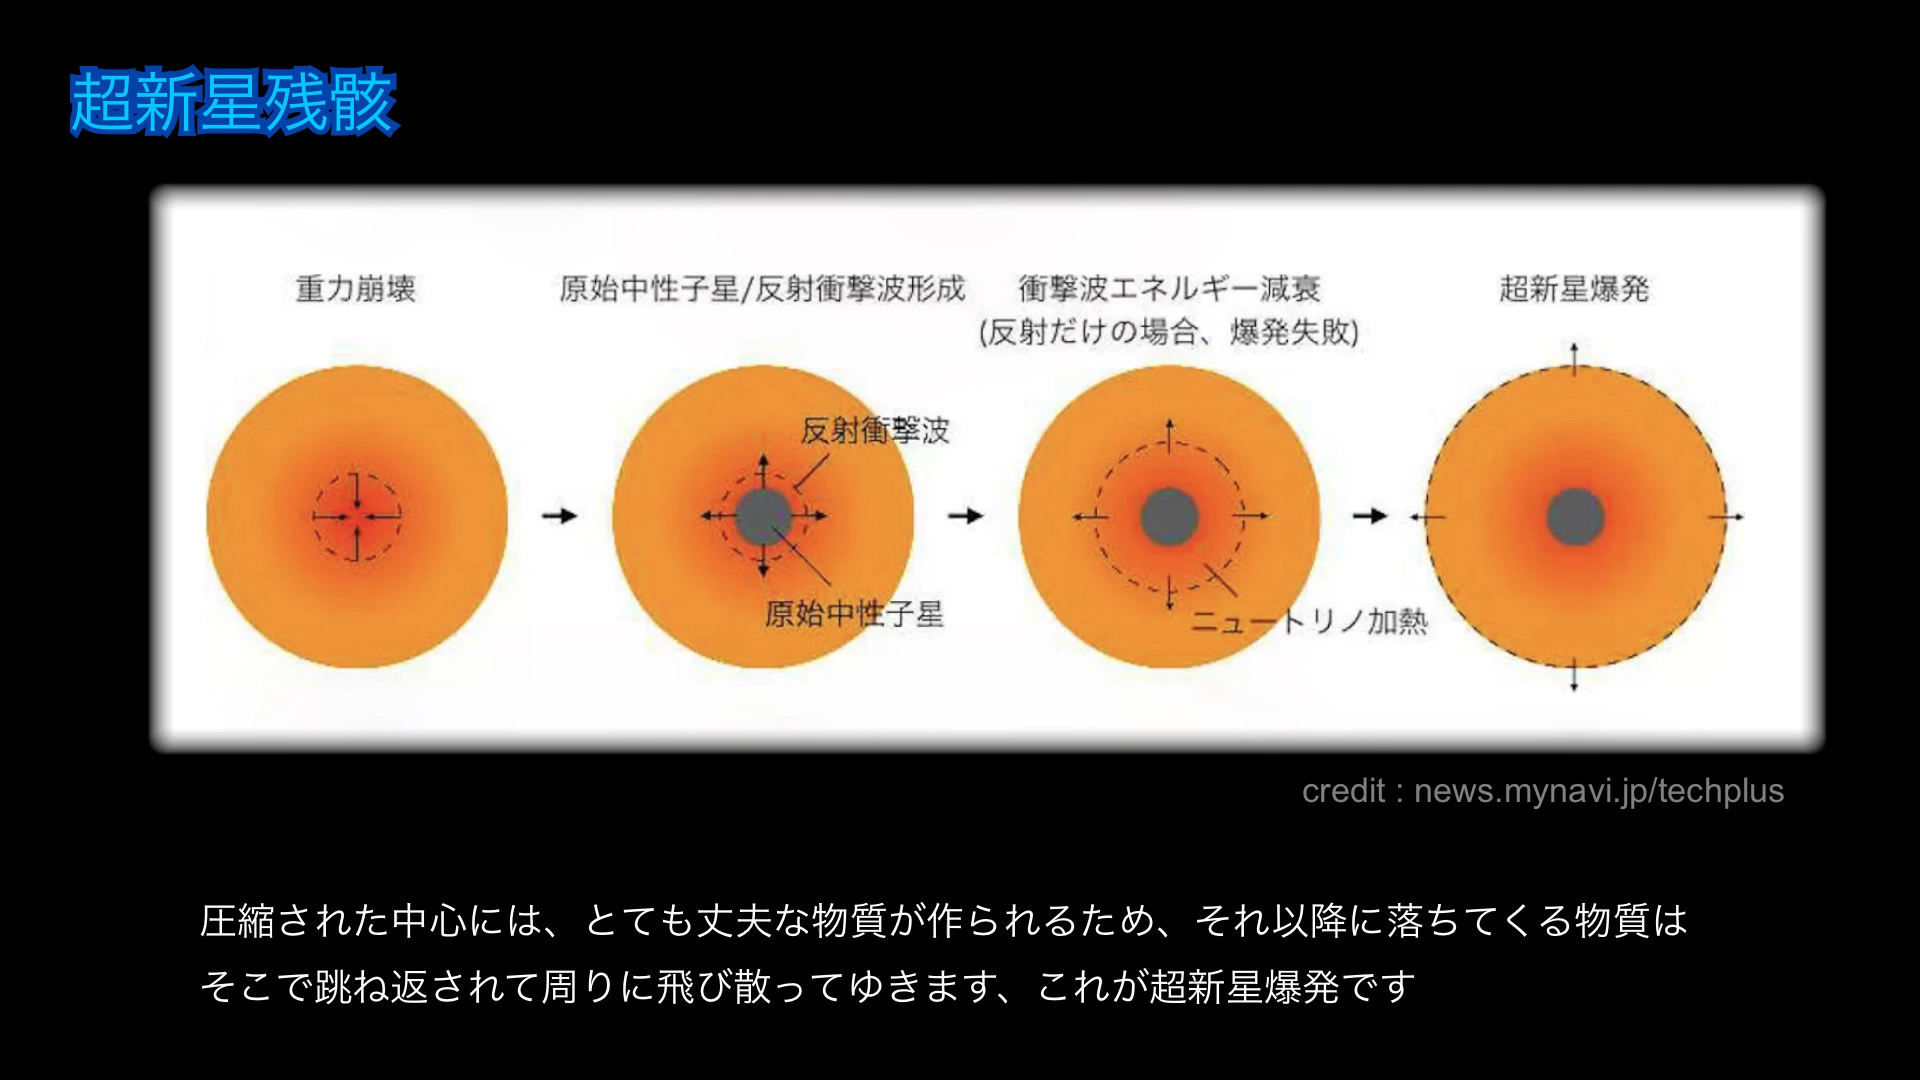 超新星残骸
重力崩壊
原始中性子星/反射衝撃波形成
衝撃波エネルギー減衰
(反射だけの場合、爆発失敗)
超新星爆発
反射衝撃波
原始中性子星
ニュートリノ加熱
credit : news.mynavi.jp/techplus
圧縮された中心には、とても丈夫な物質が作られるため、それ以降に落ちてくる物質は
そこで跳ね返されて周りに飛び散ってゆきます、これが超新星爆発です